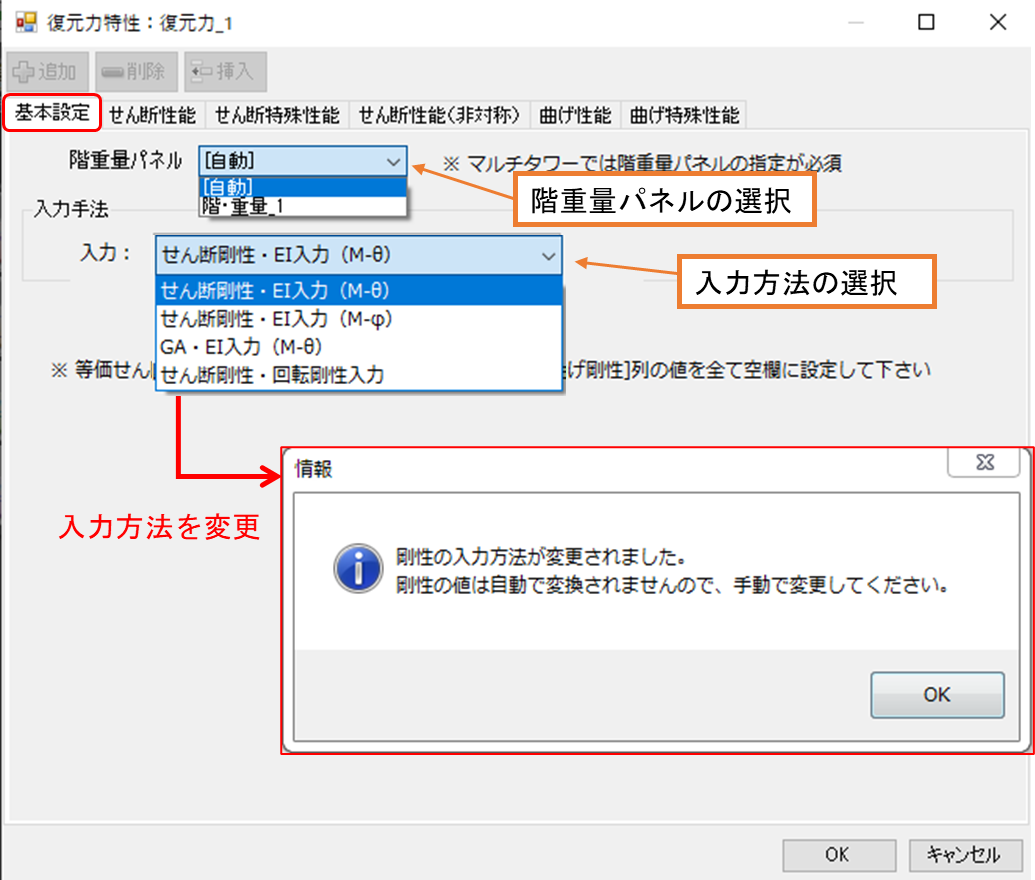 復元力特性：復元力_1
追加 削除 挿入
基本設定 せん断性能 せん断特殊性能 せん断性能(非対称) 曲げ性能 曲げ特殊性能
階重量パネル [自動] ※ マルチタワーでは階重量パネルの指定が必須
[自動]
階・重量_1
階重量パネルの選択
入力手法
入力： せん断剛性・EI入力（M-θ）
入力方法の選択
せん断剛性・EI入力（M-θ）
せん断剛性・EI入力（M-φ）
GA・EI入力（M-θ）
せん断剛性・回転剛性入力
※ 等価せん げ剛性]列の値を全て空欄に設定して下さい
入力方法を変更
情報
剛性の入力方法が変更されました。
剛性の値は自動で変換されませんので、手動で変更してください。
OK
OK キャンセル